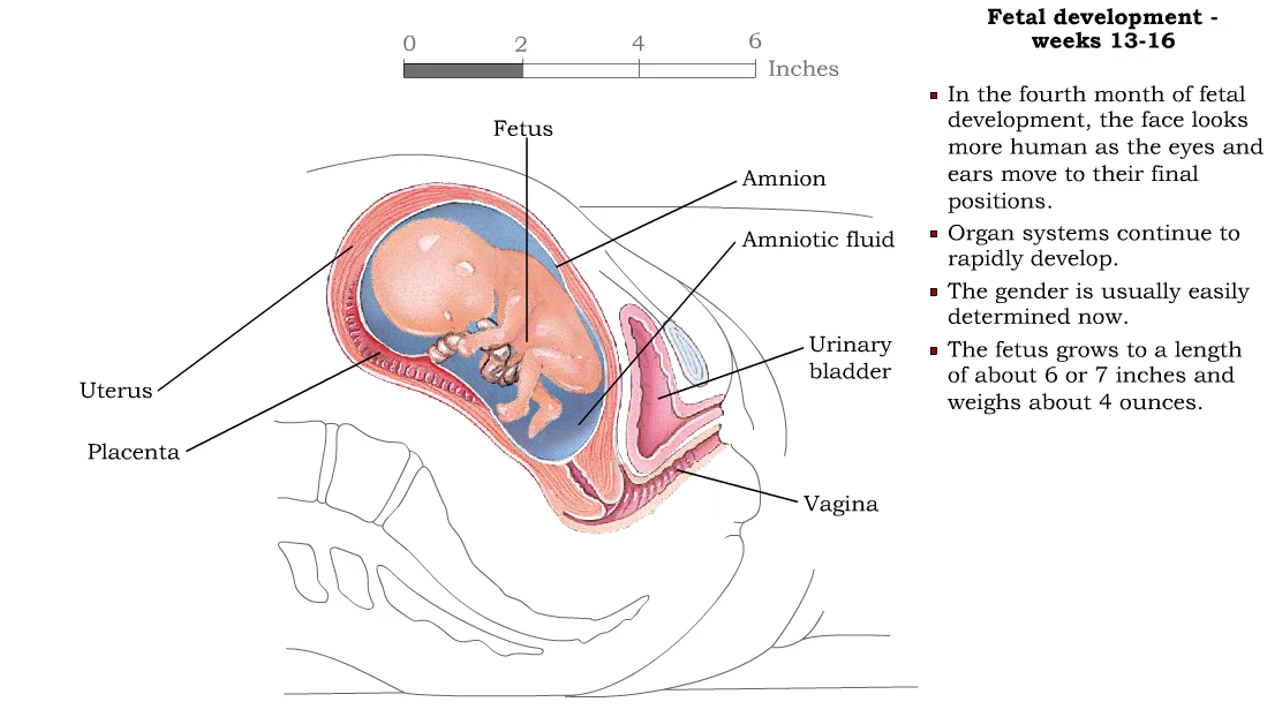 Fetal development -
weeks 13-16
0 2 4 6
Inches
Fetus
Amnion
Amniotic fluid
Urinary
bladder
Uterus
Placenta
Vagina
In the fourth month of fetal
development, the face looks
more human as the eyes and
ears move to their final
positions.
Organ systems continue to
rapidly develop.
The gender is usually easily
determined now.
The fetus grows to a length
of about 6 or 7 inches and
weighs about 4 ounces.